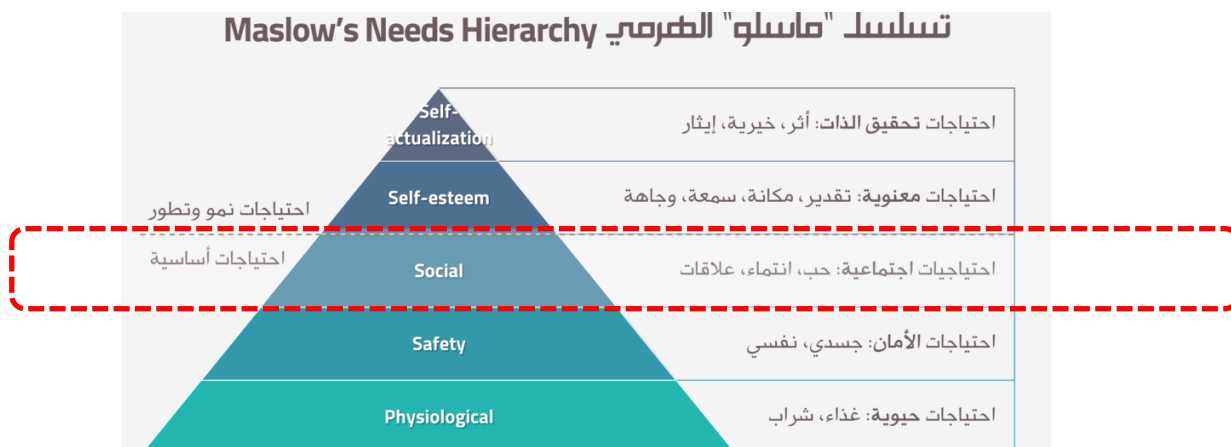 تسلسل "ماسلو" الهرمي Maslow's Needs Hierarchy
Self-
actualization
احتياجات تحقيق الذات: أثر، خيرية، إيثار
Self-esteem
احتياجات معنوية: تقدير، مكانة، سمعة، وجاهة
احتياجات نمو وتطور
احتياجات أساسية
Social
احتياجيات اجتماعية: حب، انتماء، علاقات
Safety
احتياجات الأمان: جسدي، نفسي
Physiological
احتياجات حيوية: غذاء، شراب